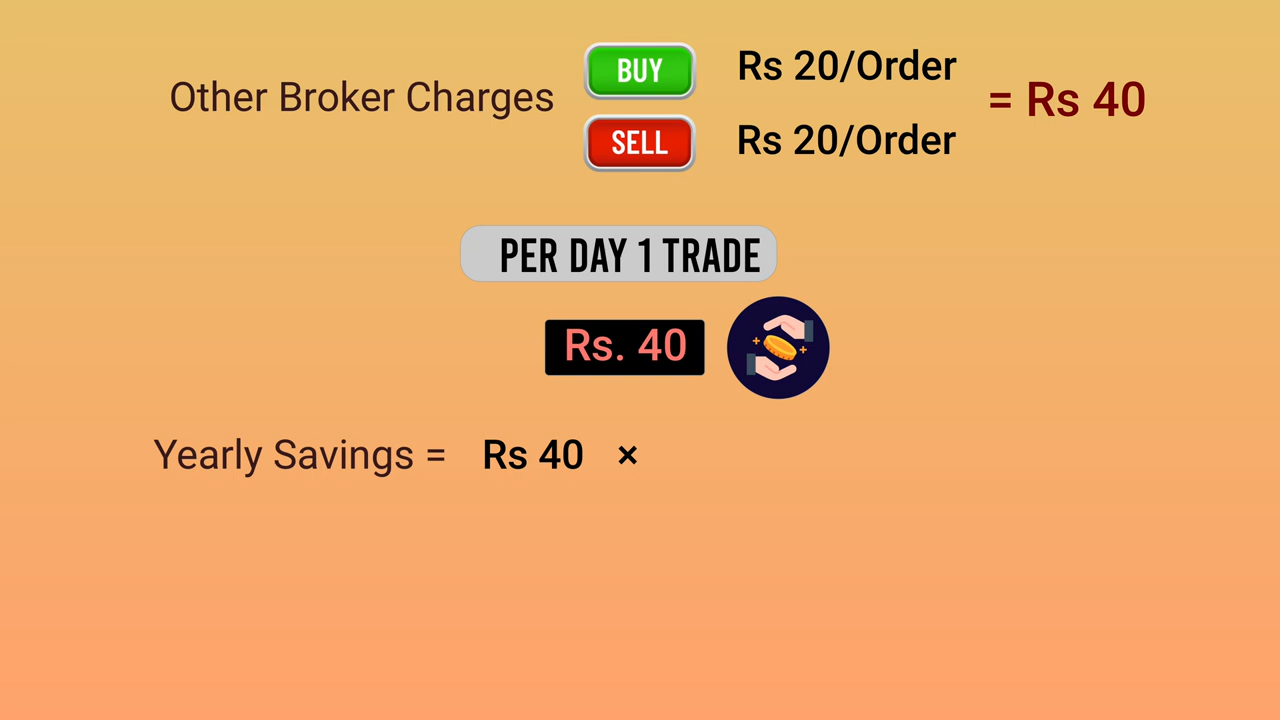 Other Broker Charges
BUY Rs 20/Order
SELL Rs 20/Order
= Rs 40
PER DAY 1 TRADE
Rs. 40
Yearly Savings = Rs 40 ×